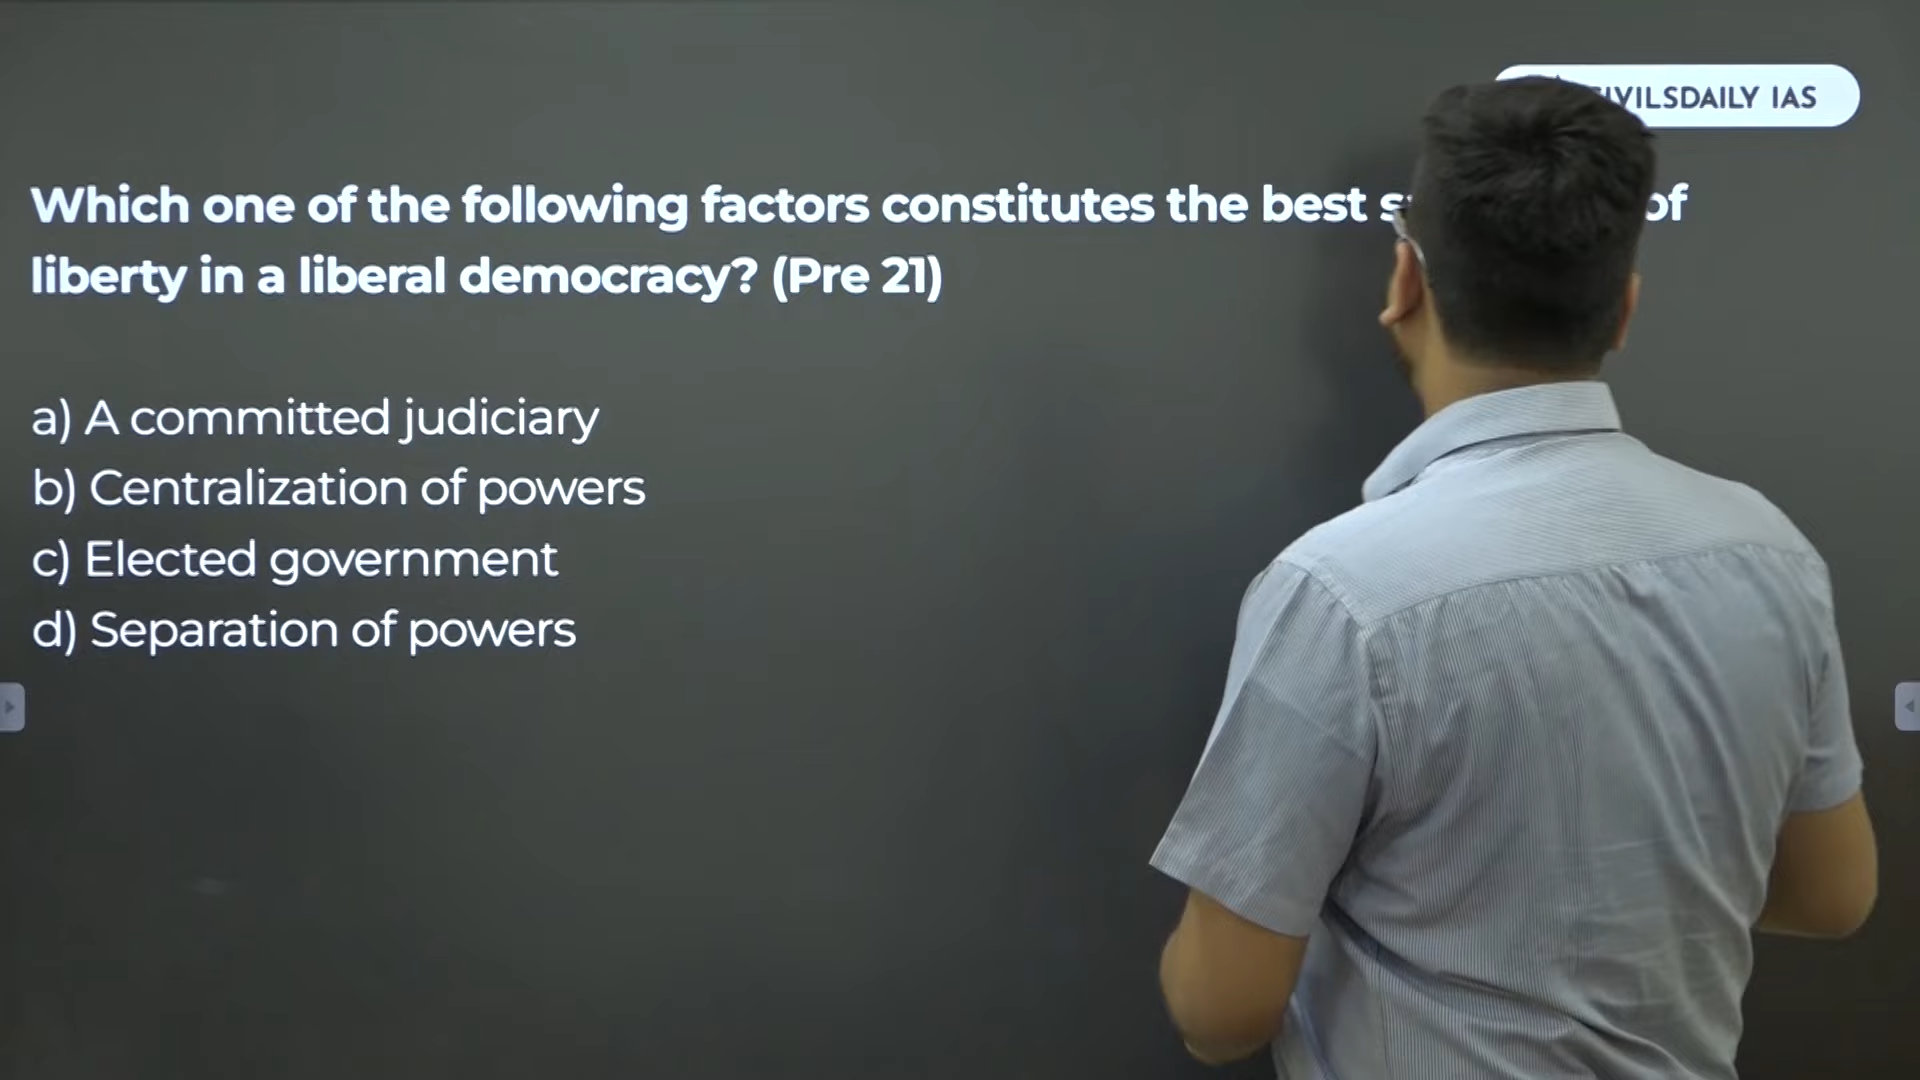 CIVILSDAILY IAS
Which one of the following factors constitutes the best of
liberty in a liberal democracy? (Pre 21)
a) A committed judiciary
b) Centralization of powers
c) Elected government
d) Separation of powers